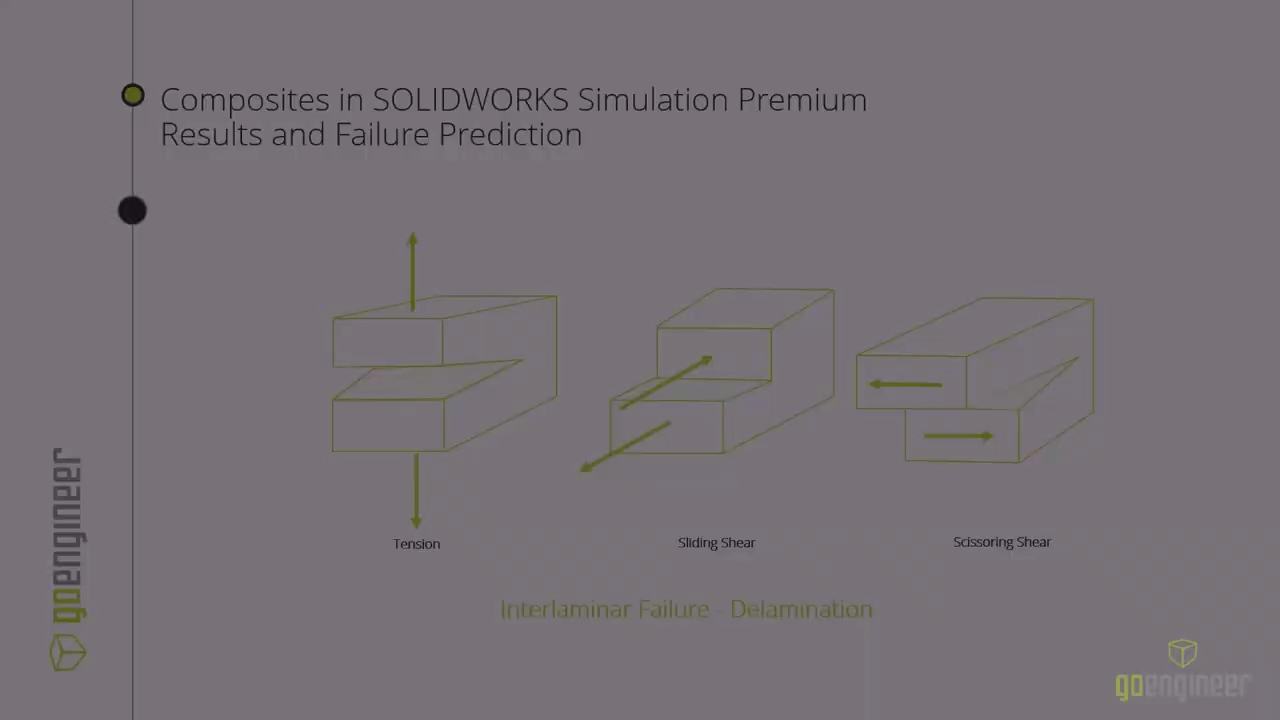 Composites in SOLIDWORKS Simulation Premium
Results and Failure Prediction
Tension
Sliding Shear
Scissoring Shear
Interlaminar Failure - Delamination
goengineer
goengineer